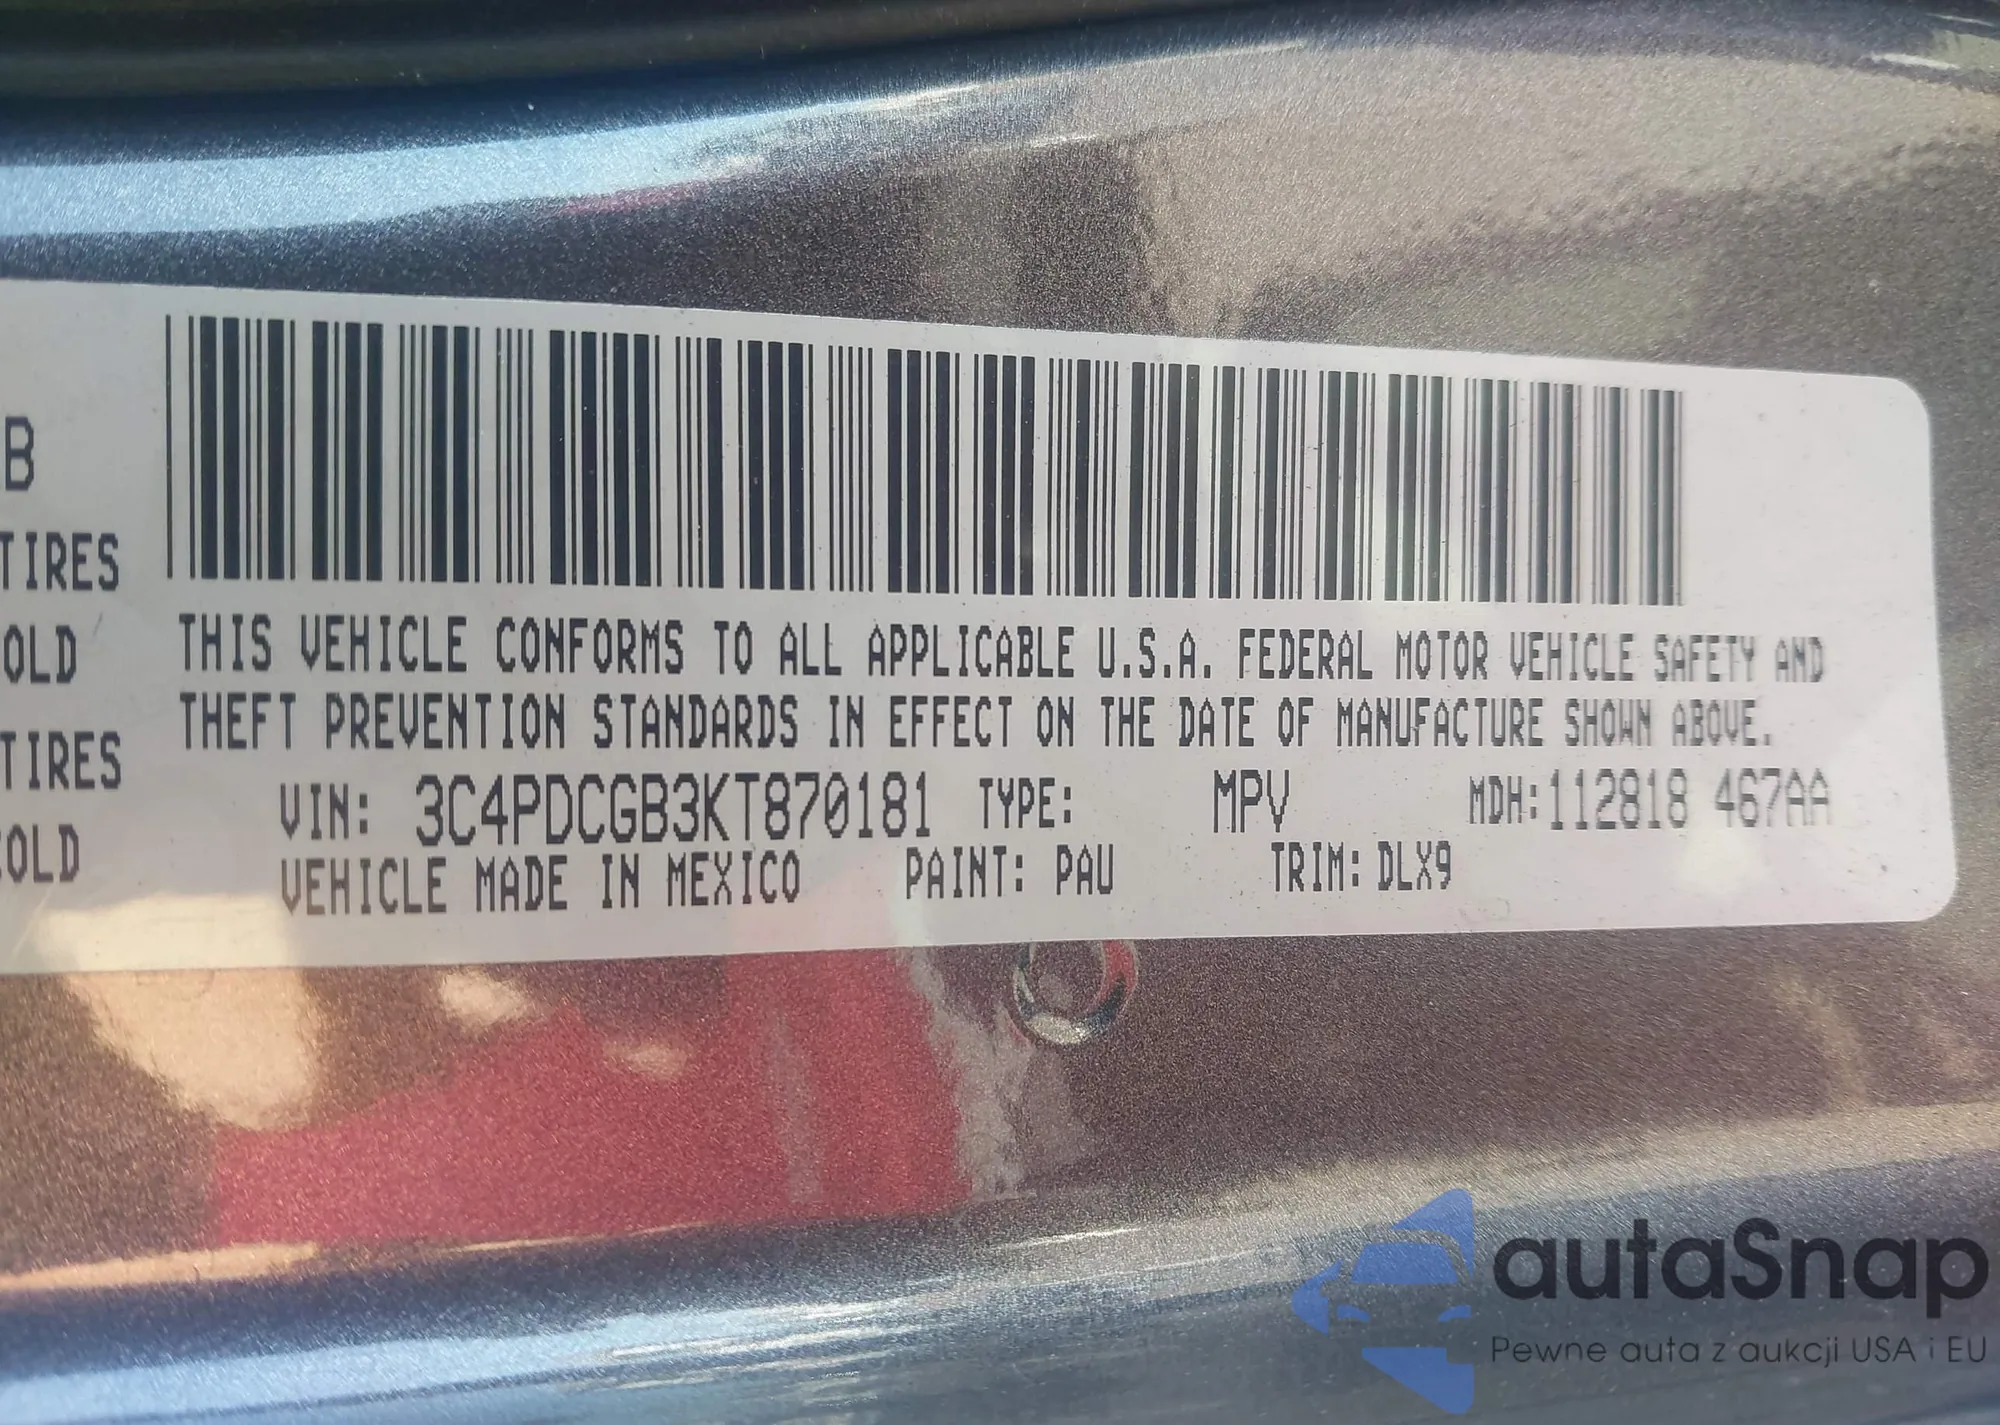 B
TIRES
OLD
TIRES
COLD
THIS VEHICLE CONFORMS TO ALL APPLICABLE U.S.A. FEDERAL MOTOR VEHICLE SAFETY AND
THEFT PREVENTION STANDARDS IN EFFECT ON THE DATE OF MANUFACTURE SHOWN ABOVE.
VIN: 3C4PDCGB3KT870181 TYPE: MPV MDH:112818 467AA
VEHICLE MADE IN MEXICO PAINT: PAU TRIM: DLX9
autaSnap
Pewne auta z aukcji USA i EU